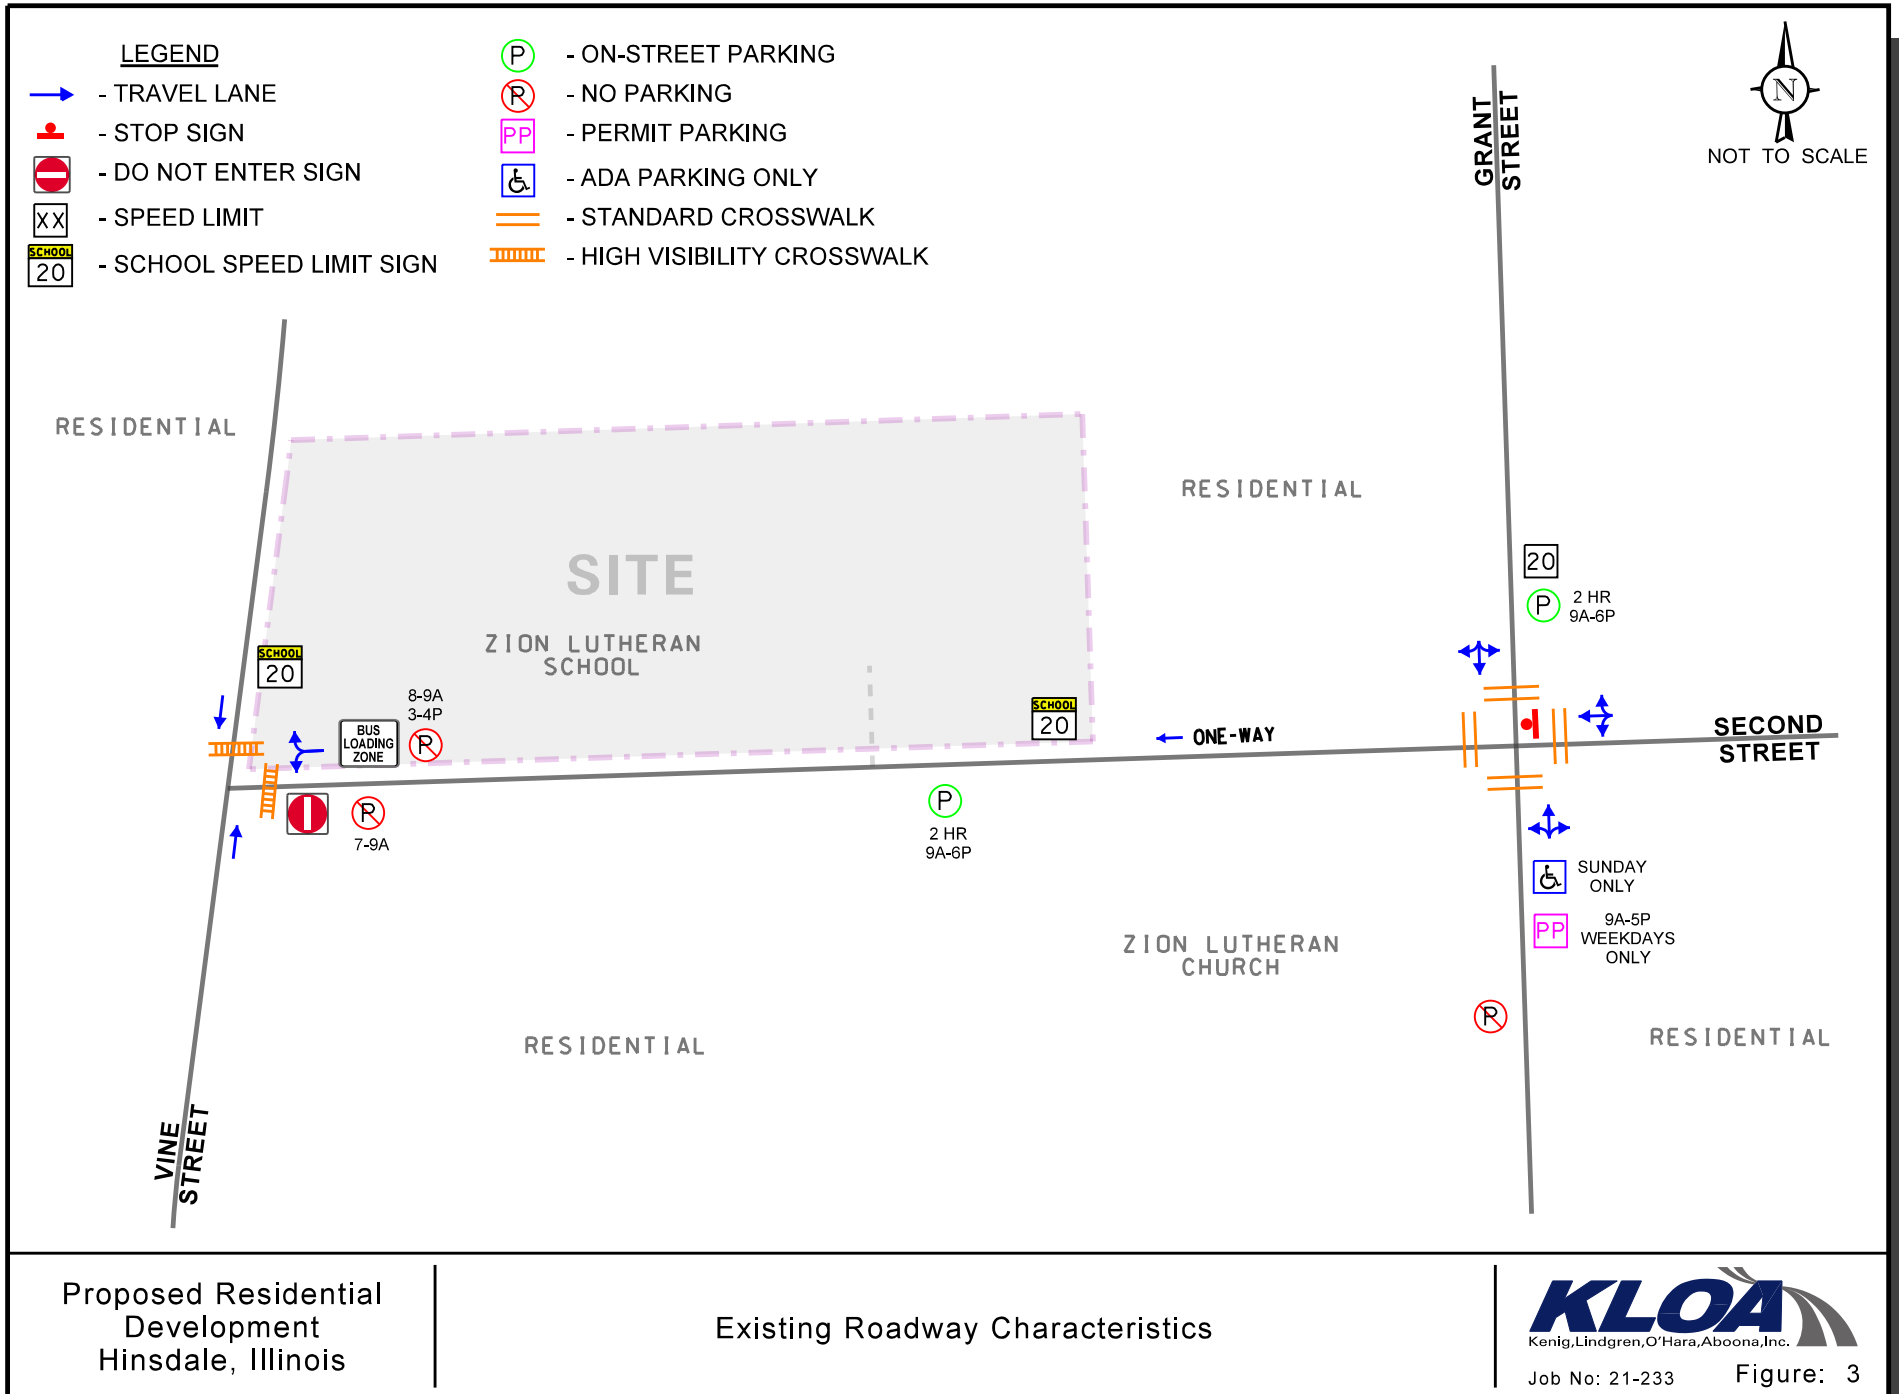 LEGEND
- TRAVEL LANE
- STOP SIGN
- DO NOT ENTER SIGN
XX - SPEED LIMIT
SCHOOL
20 - SCHOOL SPEED LIMIT SIGN
P - ON-STREET PARKING
P - NO PARKING
PP - PERMIT PARKING
- ADA PARKING ONLY
- STANDARD CROSSWALK
- HIGH VISIBILITY CROSSWALK
GRANT
STREET
N
NOT TO SCALE
RESIDENTIAL
RESIDENTIAL
SITE
ZION LUTHERAN
SCHOOL
20
P
2 HR
9A-6P
SCHOOL
20
8-9A
3-4P
P
BUS
LOADING
ZONE
SCHOOL
20
ONE-WAY
SECOND
STREET
P
7-9A
P
2 HR
9A-6P
SUNDAY
ONLY
PP
9A-5P
WEEKDAYS
ONLY
ZION LUTHERAN
CHURCH
P
RESIDENTIAL
RESIDENTIAL
VINE
STREET
Proposed Residential
Development
Hinsdale, Illinois
Existing Roadway Characteristics
KLOA
Kenig,Lindgren,O'Hara,Aboona,Inc.
Job No: 21-233
Figure: 3